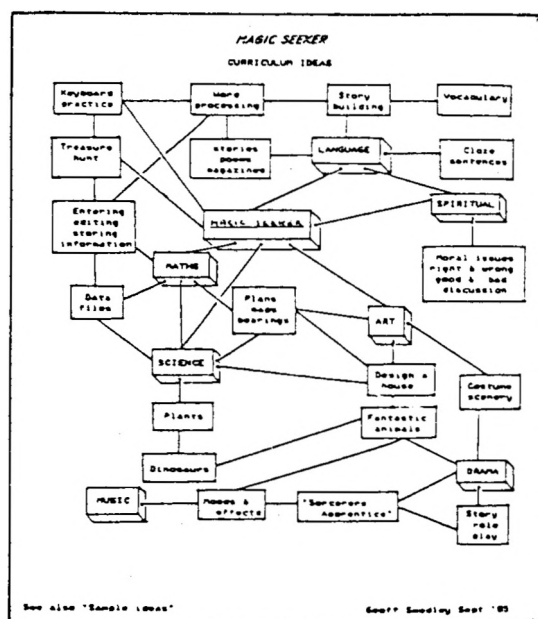 MAGIC SEEKER
CURRICULUM IDEAS
Keyboard
practice
Word
processing
Story
building
Vocabulary
Treasure
hunt
stories
poems
magazines
LANGUAGE
Cloze
sentences
Entering
editing
storing
information
MAGIC SEEKER
SPIRITUAL
MATHS
Moral issues
right & wrong
good & bad
discussion
Data
files
Plans
maps
bearings
ART
SCIENCE
Design a
house
Costume
scenery
Plants
Fantastic
animals
Dinosaurs
DRAMA
MUSIC
Moods &
effects
"Sorcerers
Apprentice"
Story
role
play
See also "Sample ideas"
Geoff Smedley Sept '85